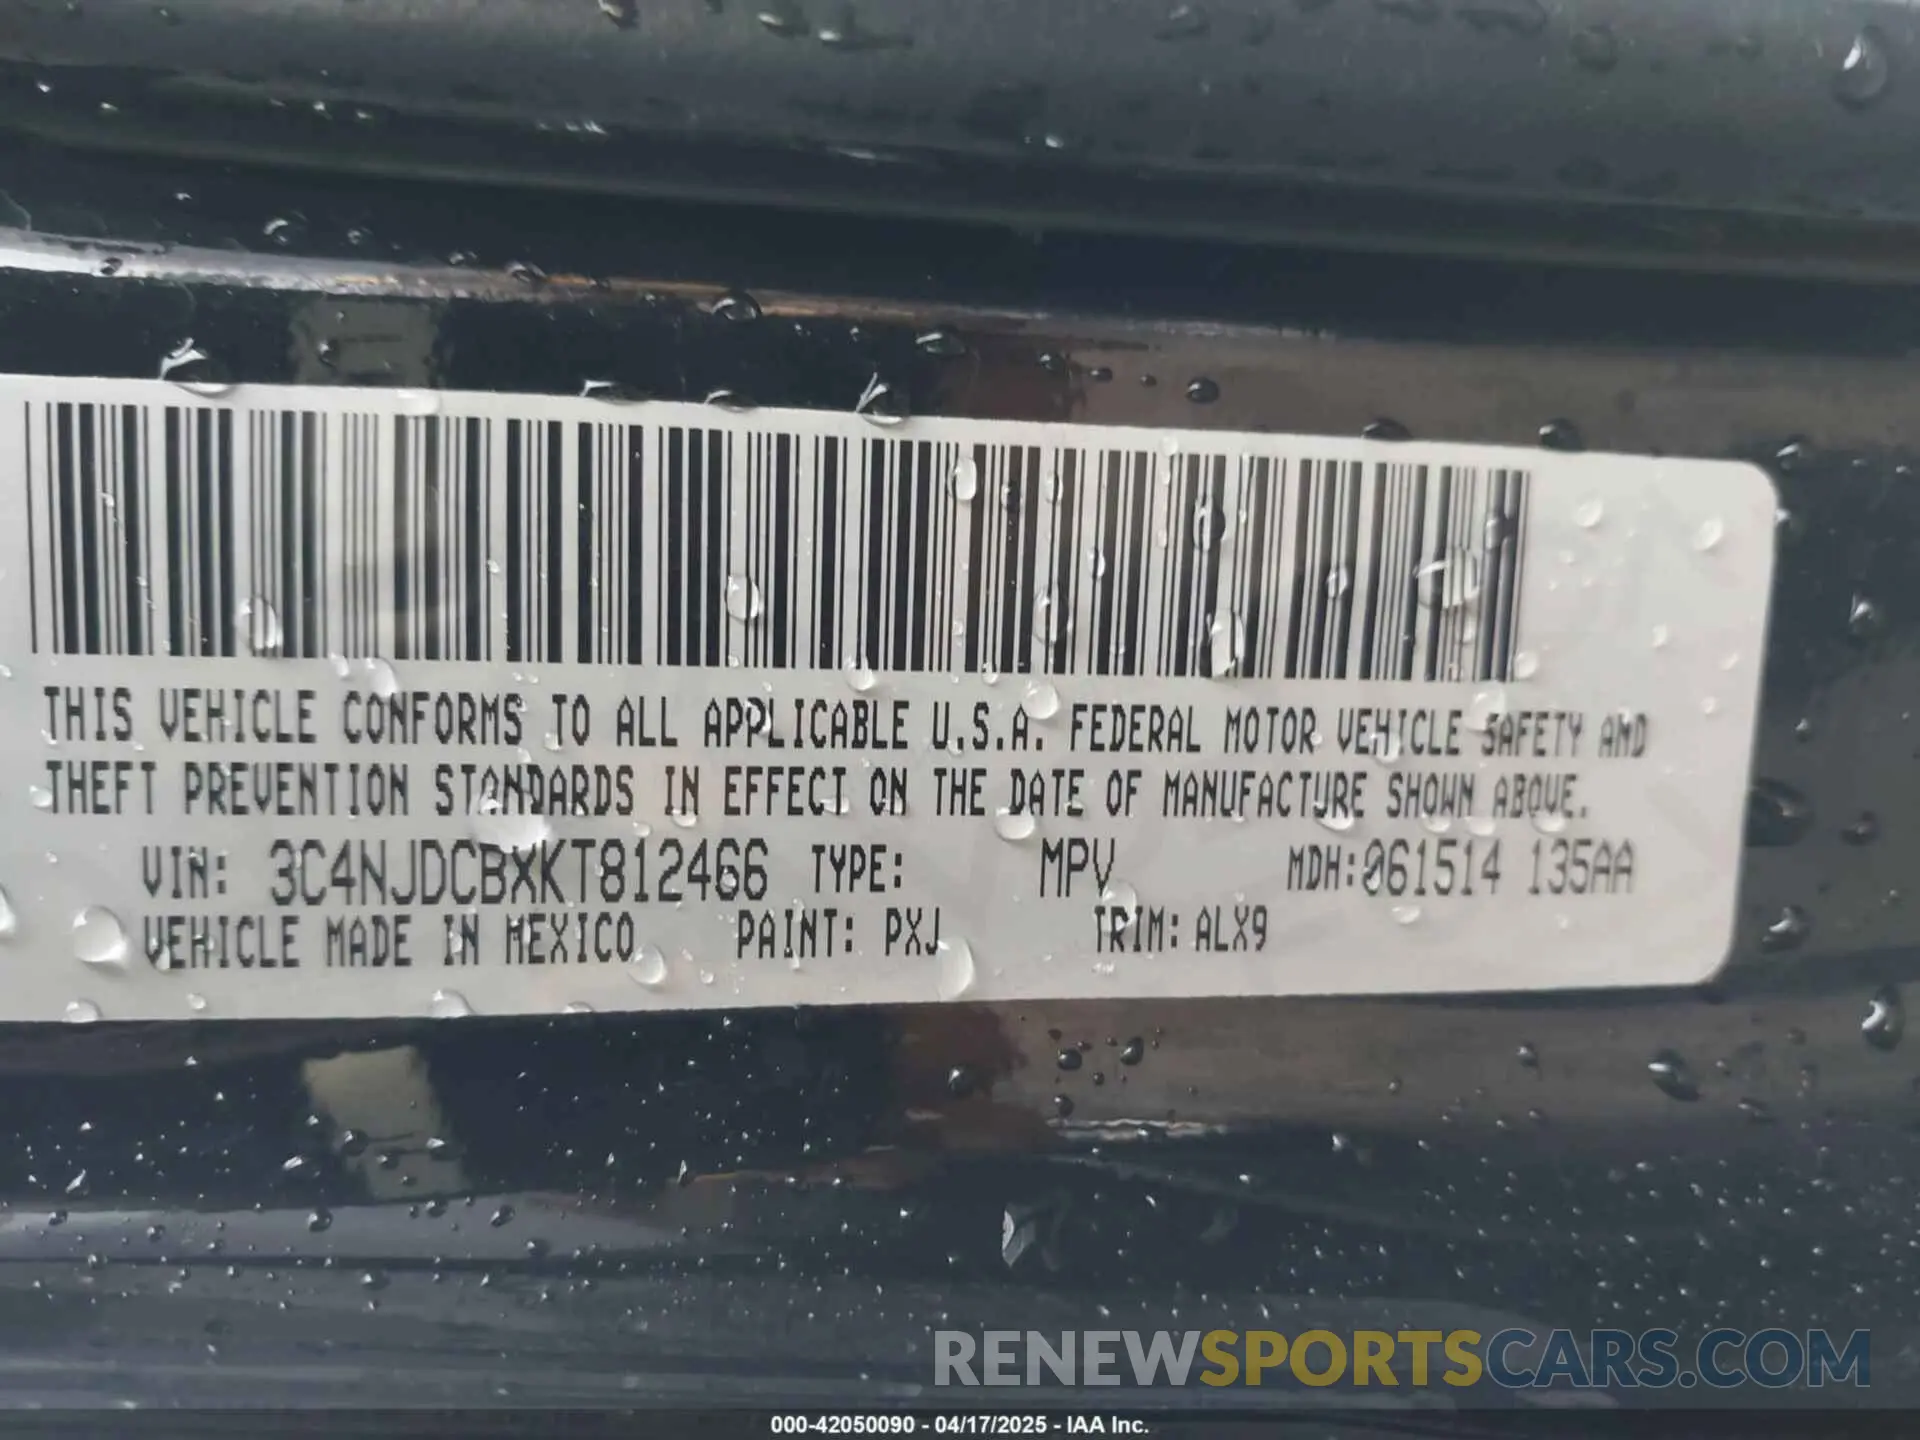 THIS VEHICLE CONFORMS TO ALL APPLICABLE U.S.A. FEDERAL MOTOR VEHICLE SAFETY AND
THEFT PREVENTION STANDARDS IN EFFECT ON THE DATE OF MANUFACTURE SHOWN ABOVE.
VIN: 3C4NJDCBXKT812466 TYPE: MPV MDH:061514 135AA
VEHICLE MADE IN MEXICO PAINT: PXJ TRIM: ALX9
RENEWSPORTSCARS.COM
000-42050090 - 04/17/2025 - IAA Inc.